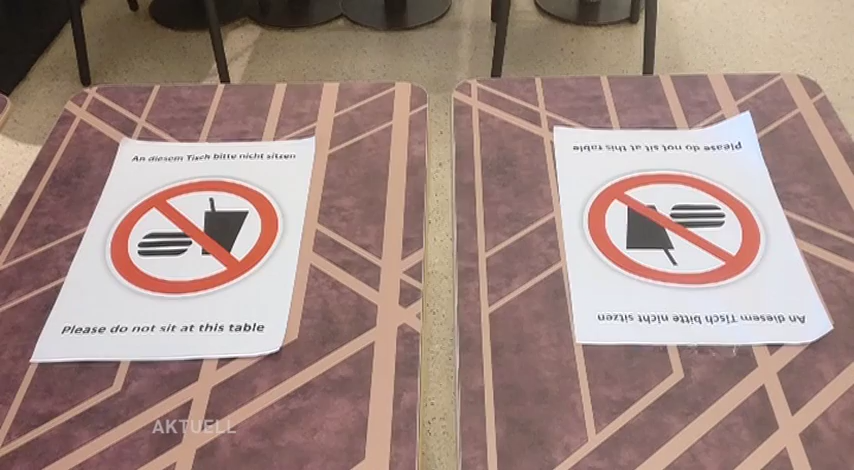 An diesem Tisch bitte nicht sitzen
Please do not sit at this table
Please do not sit at this table
An diesem Tisch bitte nicht sitzen
AKTUELL